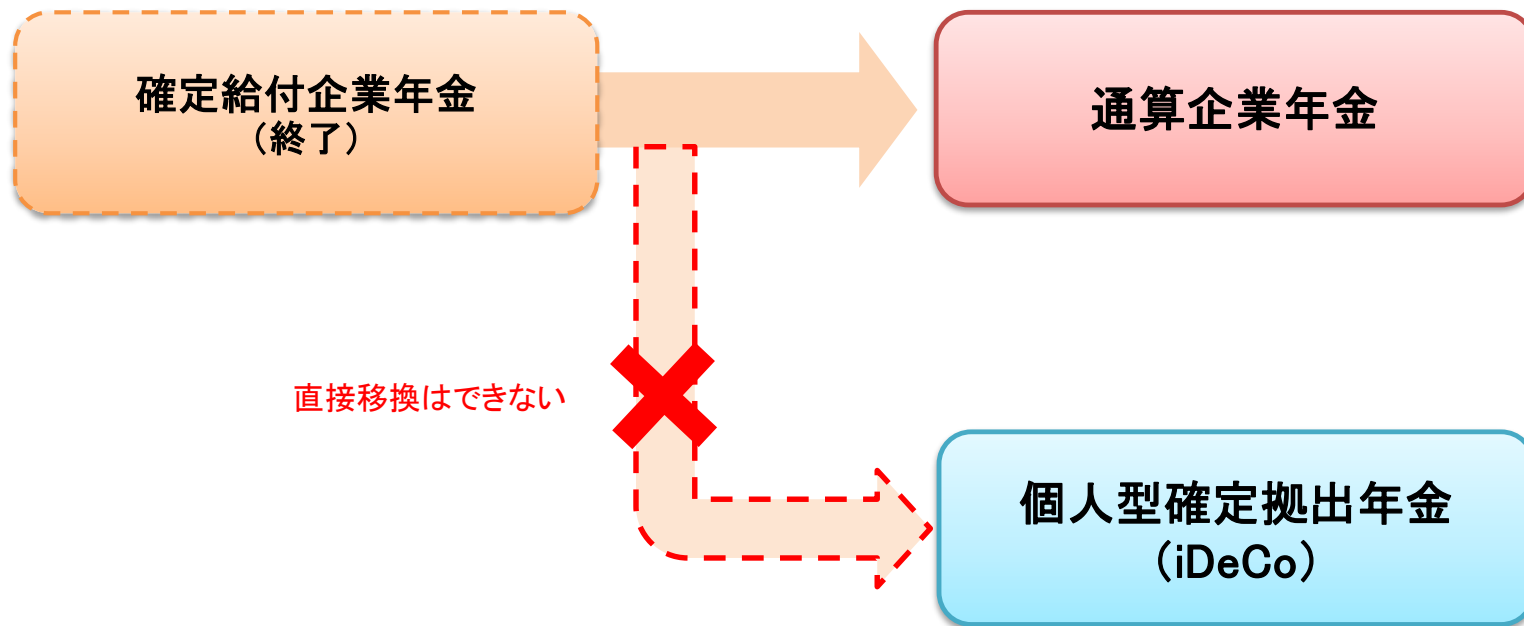 確定給付企業年金
（終了）
通算企業年金
直接移換はできない
個人型確定拠出年金
（iDeCo）